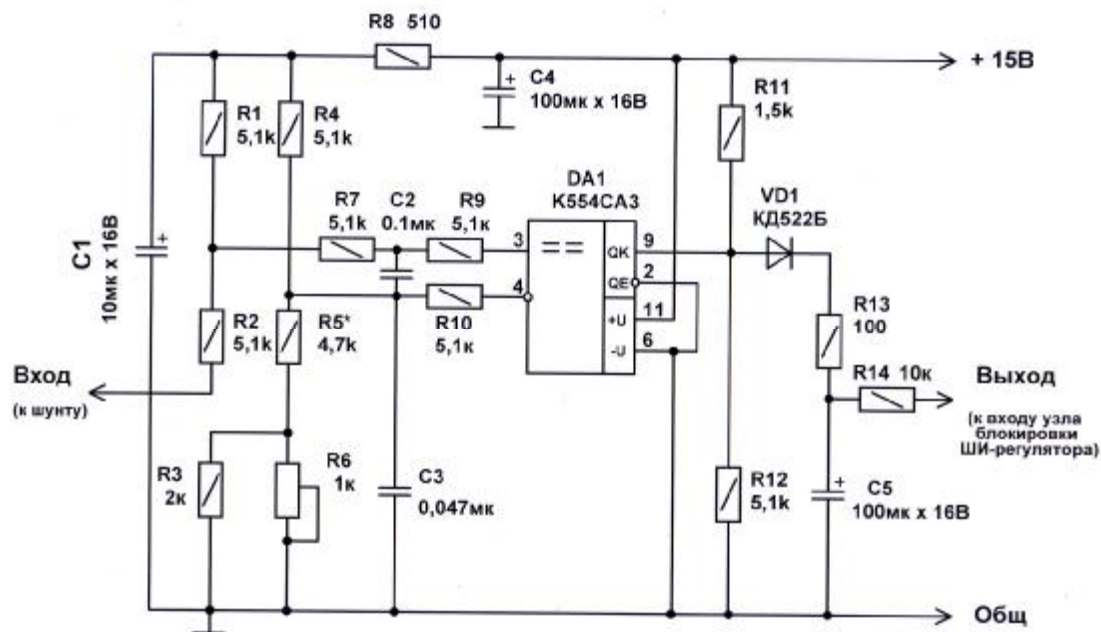 R8 510
+ 15В
C4
100мк x 16В
R11
1,5k
R1
5,1k
R4
5,1k
DA1
К554СА3
VD1
КД522Б
R7
5,1k
C2
0.1мк
R9
5,1к
C1
10мк x 16В
3
4
==
QK
QE
+U
-U
9
2
11
6
R2
5,1k
R5*
4,7k
R10
5,1к
R13
100
Вход
(к шунту)
R14 10к
Выход
(к входу узла
блокировки
ШИ-регулятора)
R3
2к
R6
1к
C3
0,047мк
R12
5,1k
C5
100мк x 16В
Общ